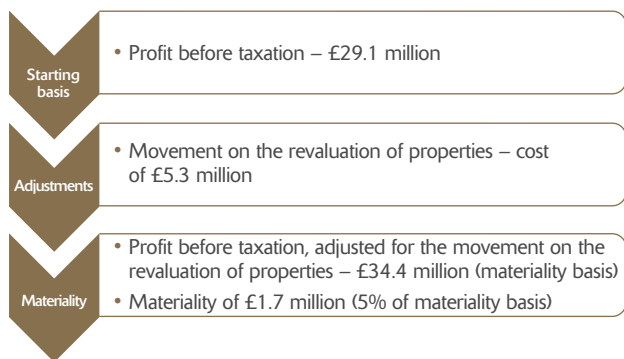 Starting
basis
• Profit before taxation – £29.1 million
Adjustments
• Movement on the revaluation of properties – cost
of £5.3 million
Materiality
• Profit before taxation, adjusted for the movement on the
revaluation of properties – £34.4 million (materiality basis)
• Materiality of £1.7 million (5% of materiality basis)